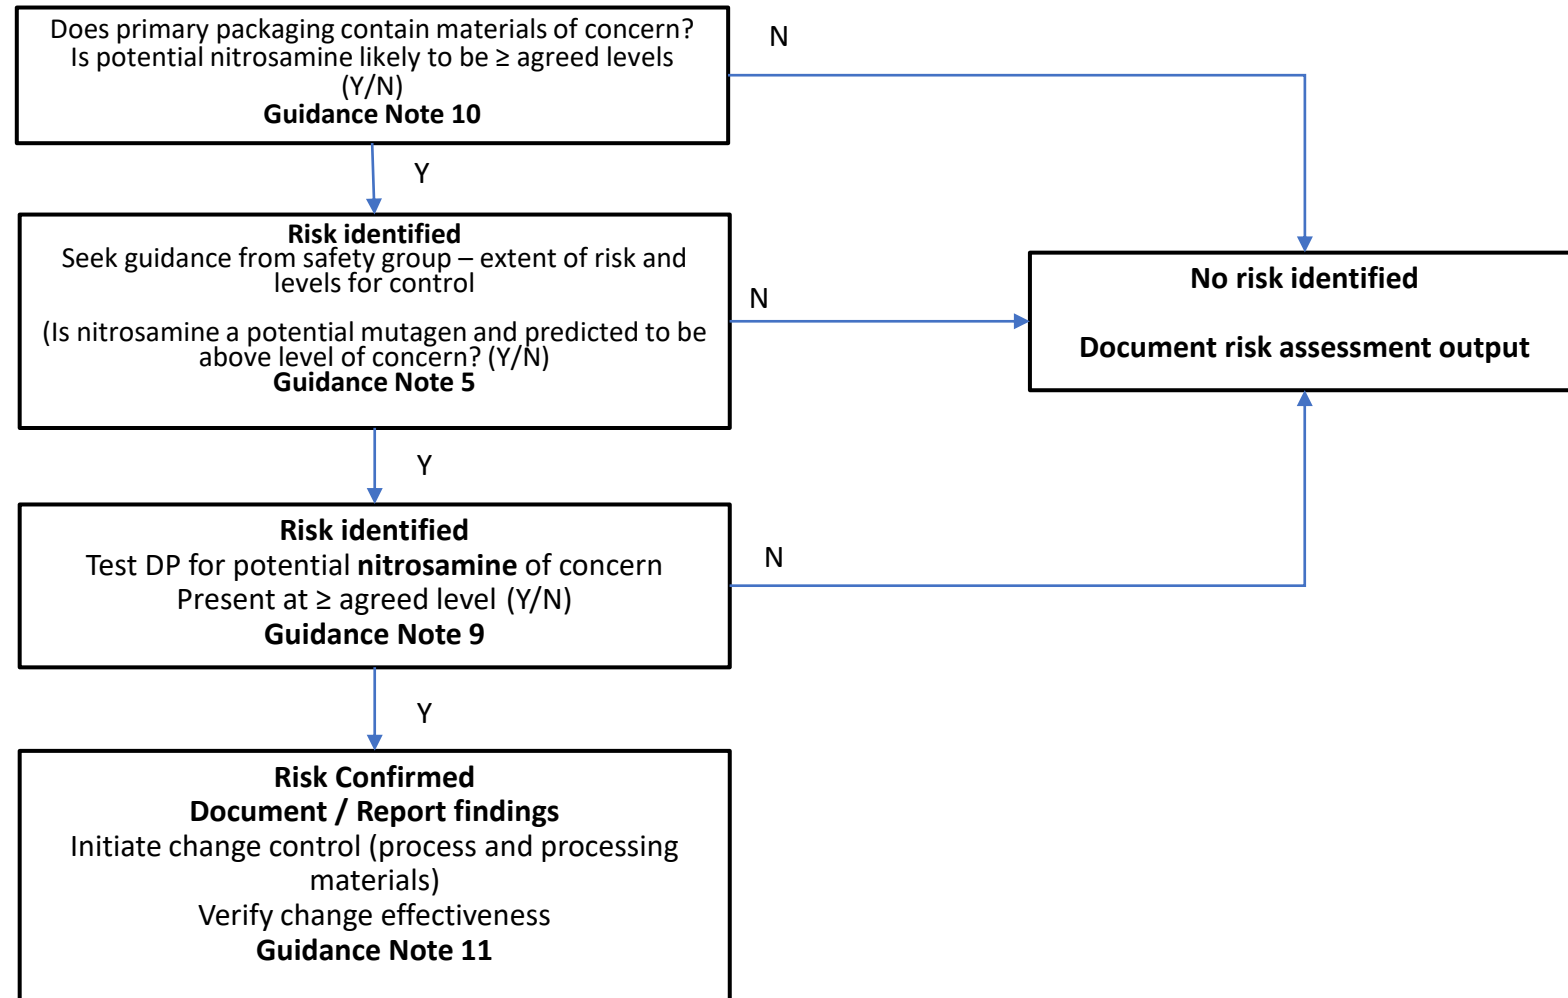 Does primary packaging contain materials of concern?
Is potential nitrosamine likely to be ≥ agreed levels
(Y/N)
Guidance Note 10
N
Y
Risk identified
Seek guidance from safety group – extent of risk and
levels for control
(Is nitrosamine a potential mutagen and predicted to be
above level of concern? (Y/N)
Guidance Note 5
N
No risk identified
Document risk assessment output
Y
Risk identified
Test DP for potential nitrosamine of concern
Present at ≥ agreed level (Y/N)
Guidance Note 9
N
Y
Risk Confirmed
Document / Report findings
Initiate change control (process and processing
materials)
Verify change effectiveness
Guidance Note 11